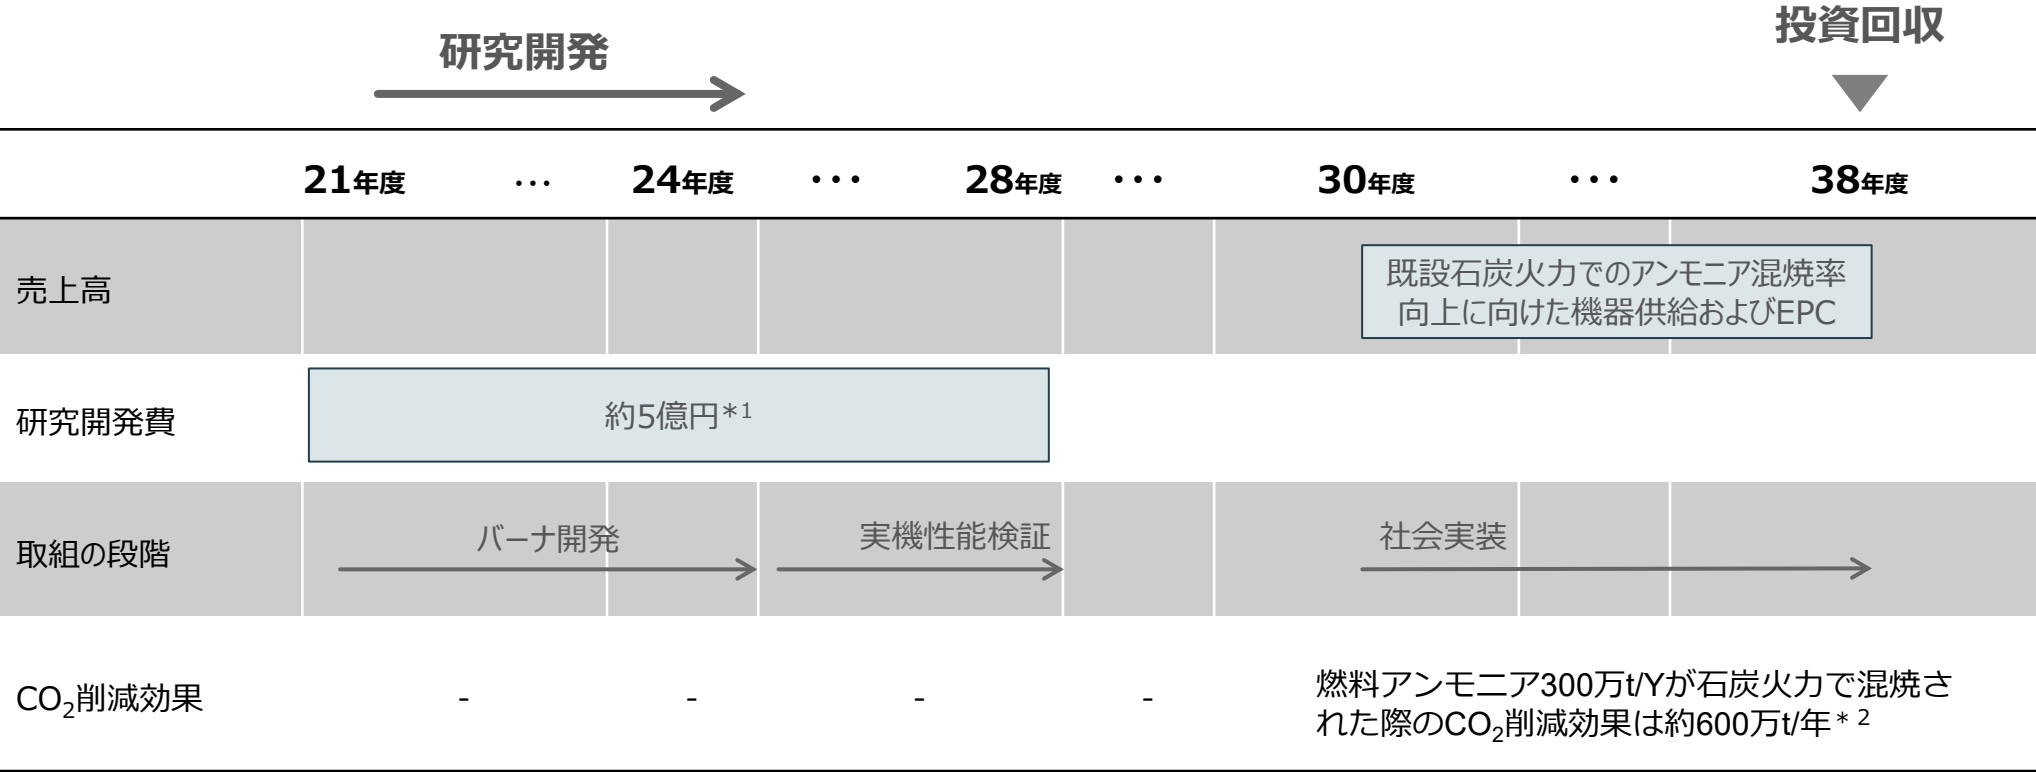 研究開発
投資回収
21年度 ・・・ 24年度 ・・・ 28年度 ・・・ 30年度 ・・・ 38年度
売上高
既設石炭火力でのアンモニア混焼率
向上に向けた機器供給およびEPC
研究開発費
約5億円*1
取組の段階
バーナ開発
実機性能検証
社会実装
CO2削減効果
- - - -
燃料アンモニア300万t/Yが石炭火力で混焼さ
れた際のCO2削減効果は約600万t/年*2